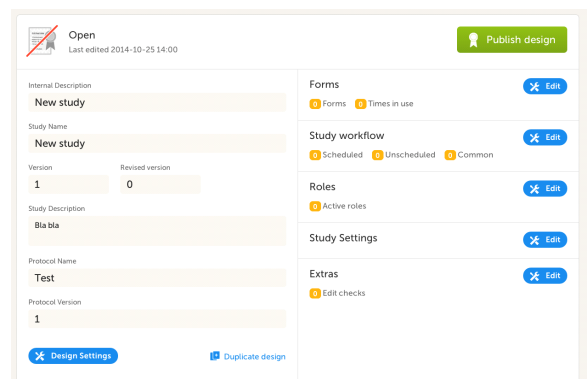 Open
Last edited 2014-10-25 14:00
Publish design
Internal Description
New study
Study Name
New study
Version Revised version
1 0
Study Description
Bla bla
Protocol Name
Test
Protocol Version
1
Design Settings Duplicate design
Forms Edit
0 Forms 0 Times in use
Study workflow Edit
0 Scheduled 0 Unscheduled 0 Common
Roles Edit
0 Active roles
Study Settings Edit
Extras Edit
0 Edit checks